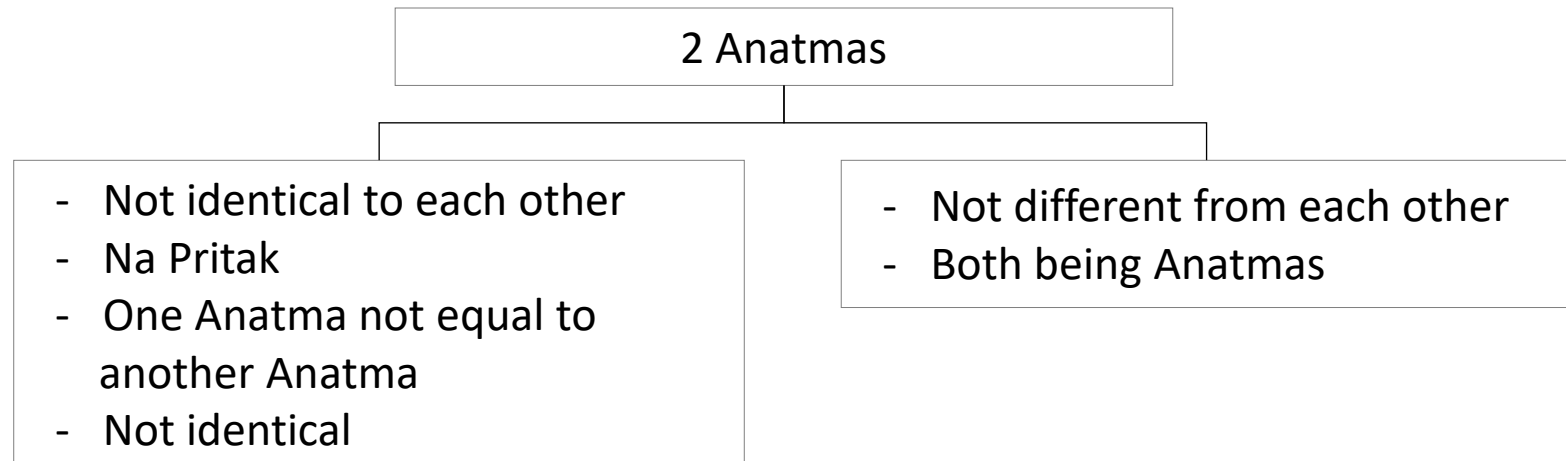 2 Anatmas
- Not identical to each other
- Na Pritak
- One Anatma not equal to
another Anatma
- Not identical
- Not different from each other
- Both being Anatmas